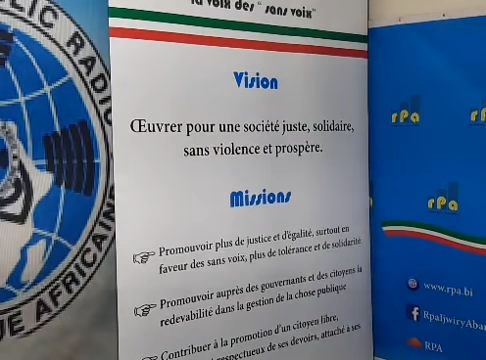 la voix des "sans voix"
Vision
Œuvrer pour une société juste, solidaire,
sans violence et prospère.
Missions
Promouvoir plus de justice et d'égalité, surtout en
faveur des sans voix, plus de tolérance et de solidarité
Promouvoir auprès des gouvernants et des citoyens la
redevabilité dans la gestion de la chose publique
Contribuer à la promotion d'un citoyen libre,
respectueux de ses devoirs, attaché à ses
rPa
rPa
www.rpa.bi
RPA
LIC RADIO
UE AFRICAINE